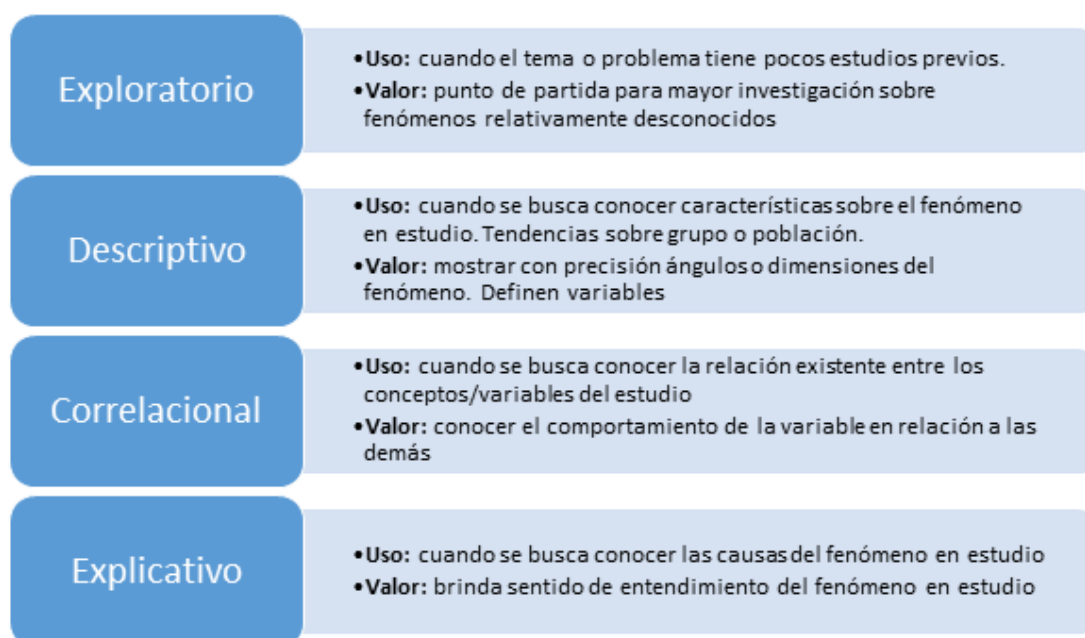 Exploratorio
•Uso: cuando el tema o problema tiene pocos estudios previos.
•Valor: punto de partida para mayor investigación sobre
fenómenos relativamente desconocidos
Descriptivo
•Uso: cuando se busca conocer características sobre el fenómeno
en estudio. Tendencias sobre grupo o población.
•Valor: mostrar con precisión ángulos o dimensiones del
fenómeno. Definen variables
Correlacional
•Uso: cuando se busca conocer la relación existente entre los
conceptos/variables del estudio
•Valor: conocer el comportamiento de la variable en relación a las
demás
Explicativo
•Uso: cuando se busca conocer las causas del fenómeno en estudio
•Valor: brinda sentido de entendimiento del fenómeno en estudio